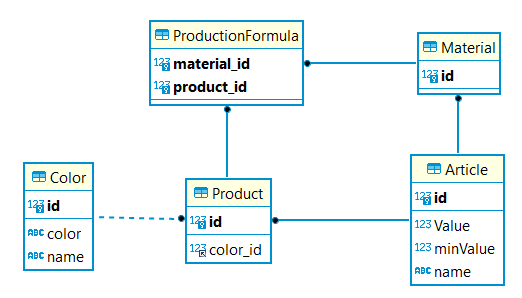 ProductionFormula
123 material_id
123 product_id
Material
123 id
Color
123 id
ABC color
ABC name
Product
123 id
123 color_id
Article
123 id
123 Value
123 minValue
ABC name